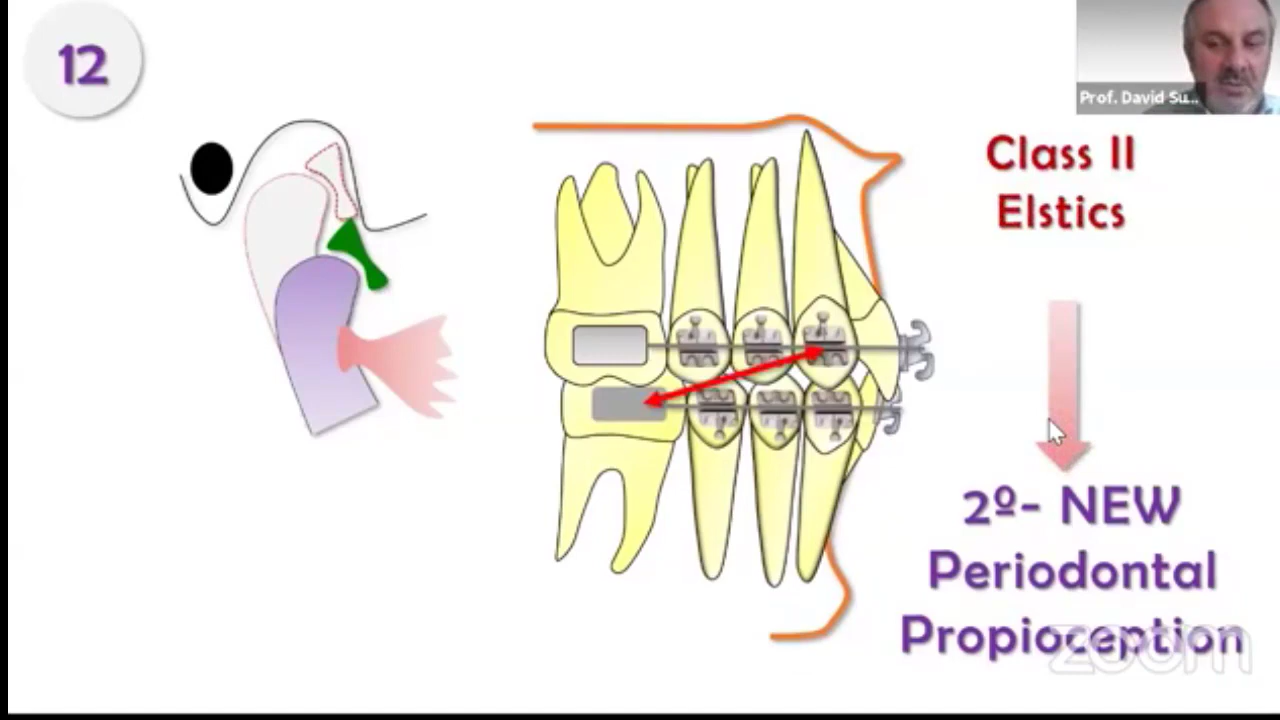 12
Prof. David Su...
Class II
Elstics
2º- NEW
Periodontal
Propioception
zoom